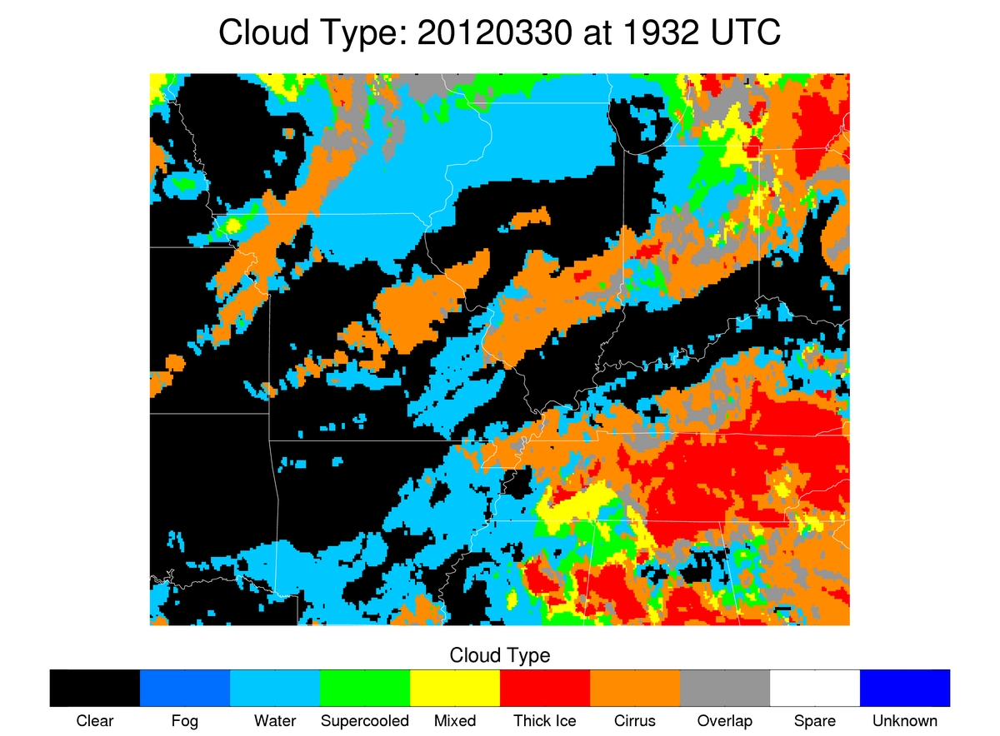 Cloud Type: 20120330 at 1932 UTC
Cloud Type
Clear Fog Water Supercooled Mixed Thick Ice Cirrus Overlap Spare Unknown